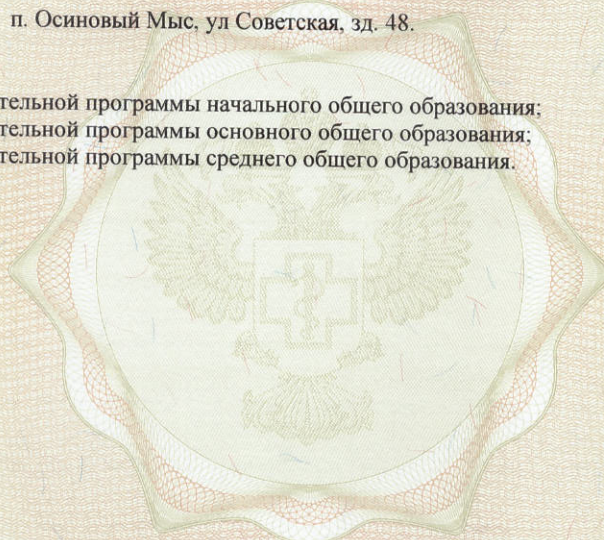 п. Осиновый Мыс, ул Советская, зд. 48.
тельной программы начального общего образования;
тельной программы основного общего образования;
тельной программы среднего общего образования.